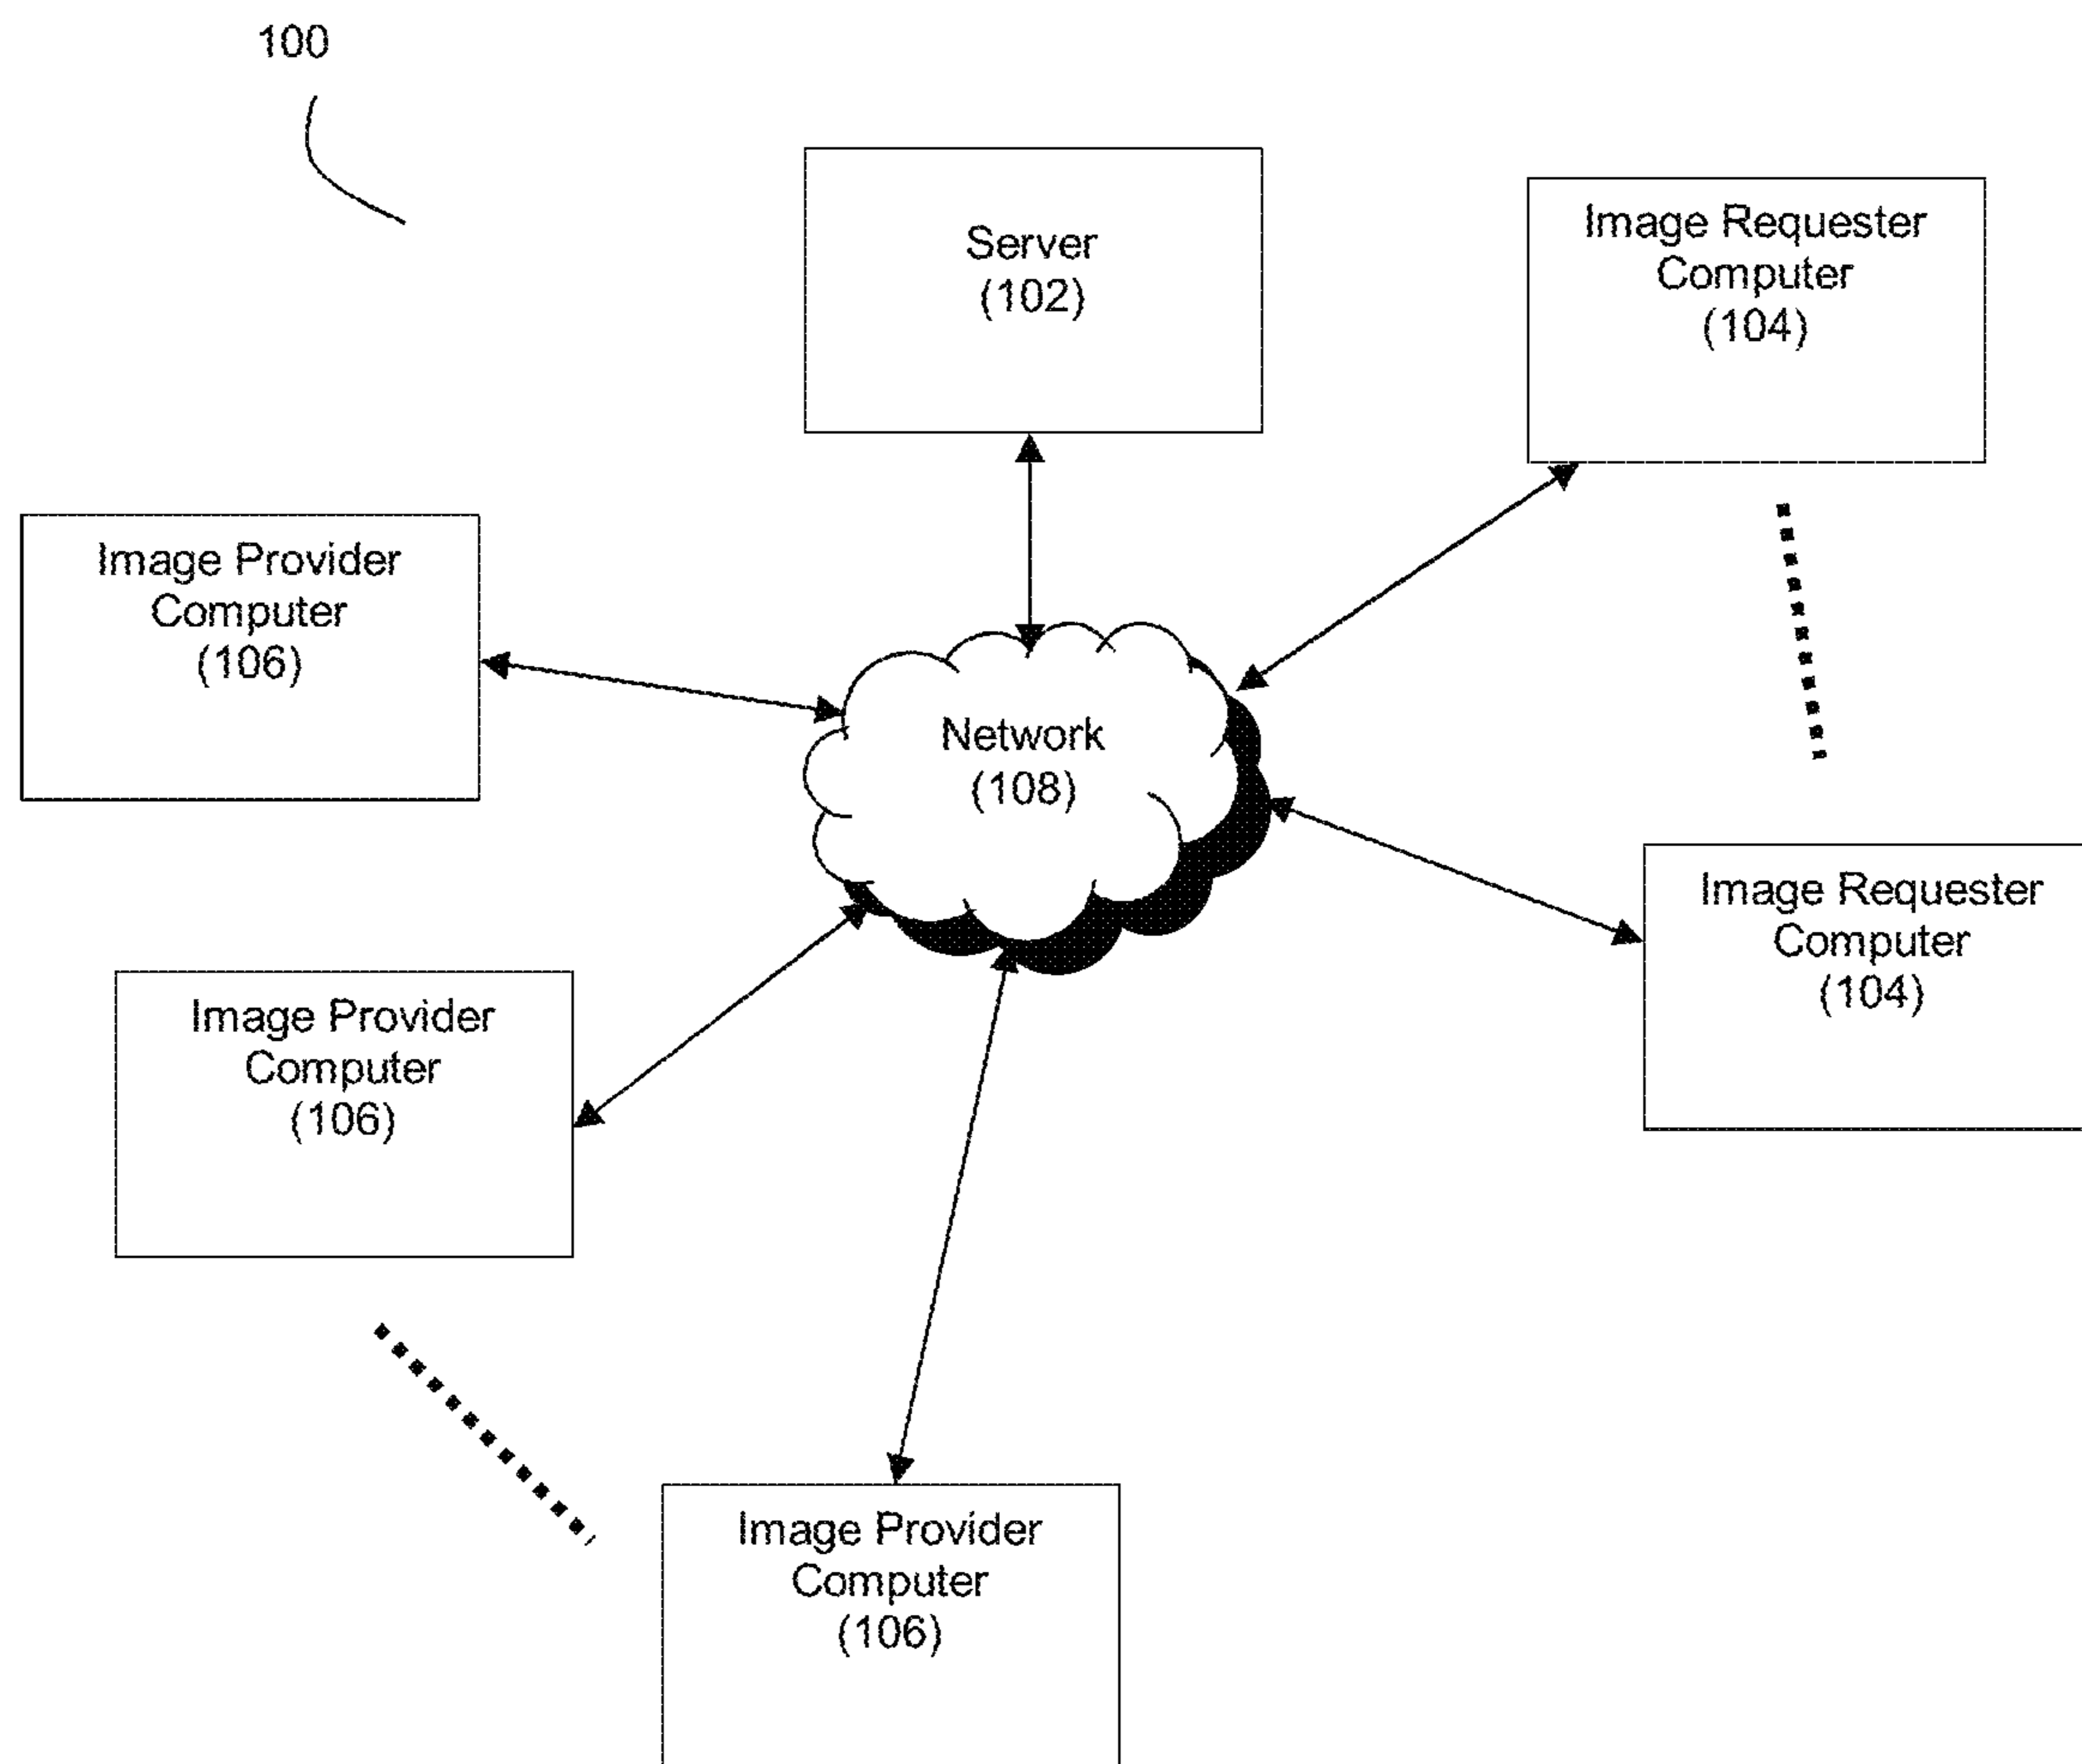 100
Server
(102)
Image Requester
Computer
(104)
Image Provider
Computer
(106)
Network
(108)
Image Requester
Computer
(104)
Image Provider
Computer
(106)
Image Provider
Computer
(106)